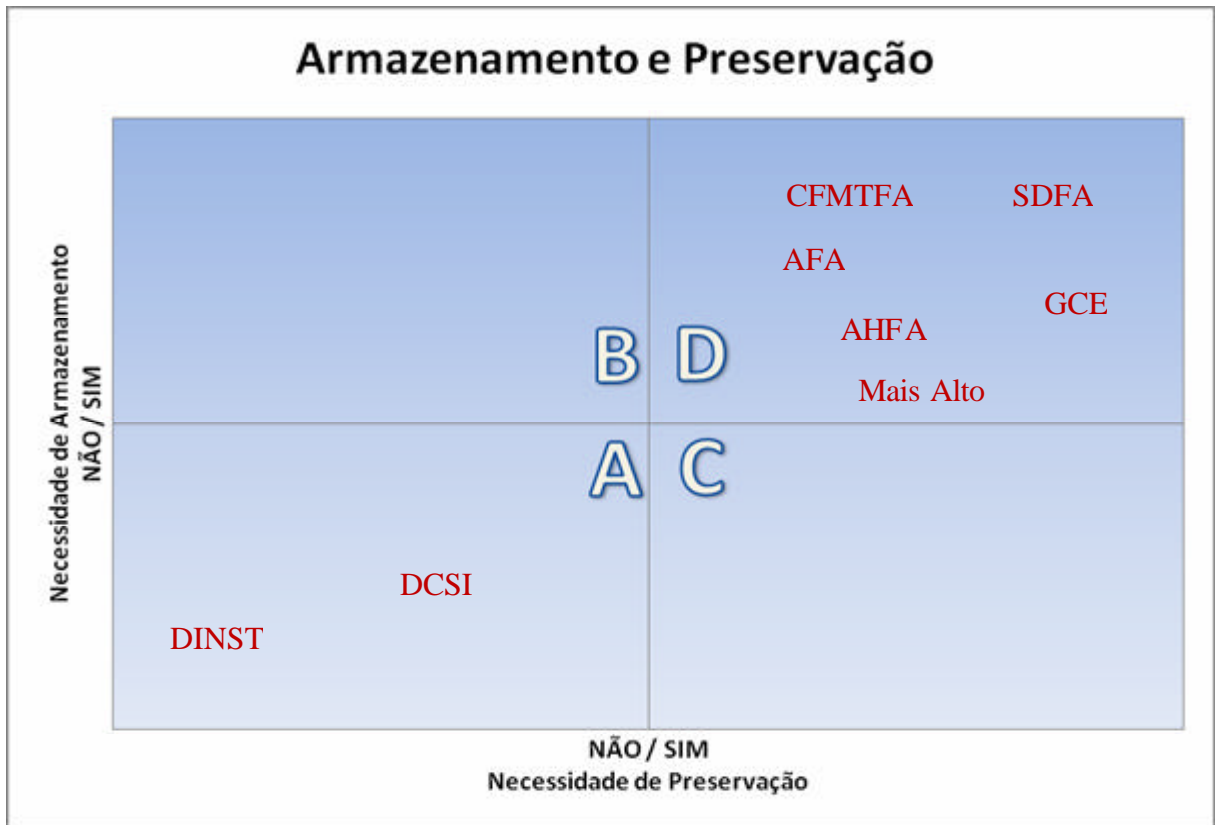 Armazenamento e Preservação
Necessidade de Armazenamento
NÃO / SIM
CFMTFA SDFA
AFA
GCE
AHFA
B D
Mais Alto
A C
DCSI
DINST
NÃO / SIM
Necessidade de Preservação